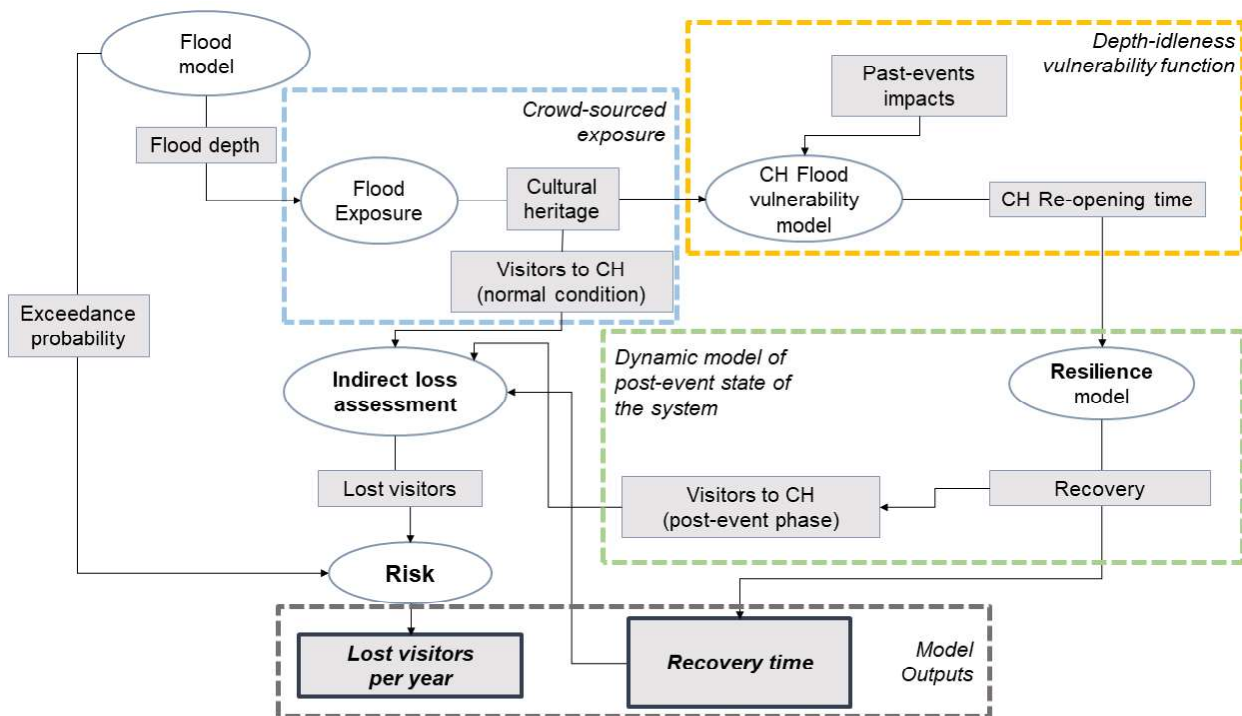 Flood
model
Flood depth
Exceedance
probability
Crowd-sourced
exposure
Flood
Exposure
Cultural
heritage
Visitors to CH
(normal condition)
Depth-idleness
vulnerability function
Past-events
impacts
CH Flood
vulnerability
model
CH Re-opening time
Dynamic model of
post-event state of
the system
Resilience
model
Recovery
Visitors to CH
(post-event phase)
Indirect loss
assessment
Lost visitors
Risk
Lost visitors
per year
Recovery time
Model
Outputs